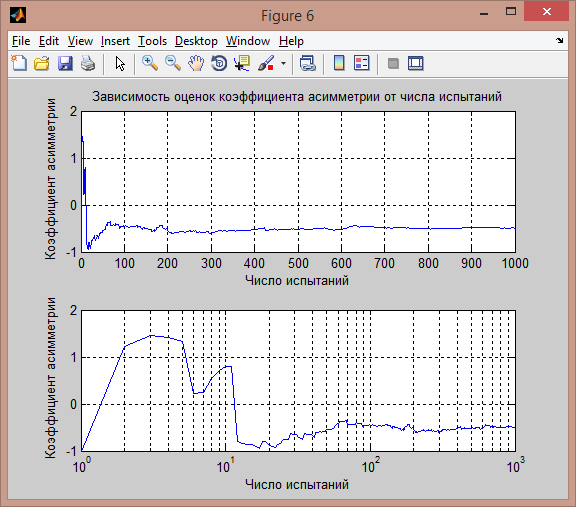 Figure 6
File Edit View Insert Tools Desktop Window Help
Зависимость оценок коэффициента асимметрии от числа испытаний
Коэффициент асимметрии
2
1
0
-1
0 100 200 300 400 500 600 700 800 900 1000
Число испытаний
Коэффициент асимметрии
2
1
0
-1
10^0 10^1 10^2 10^3
Число испытаний